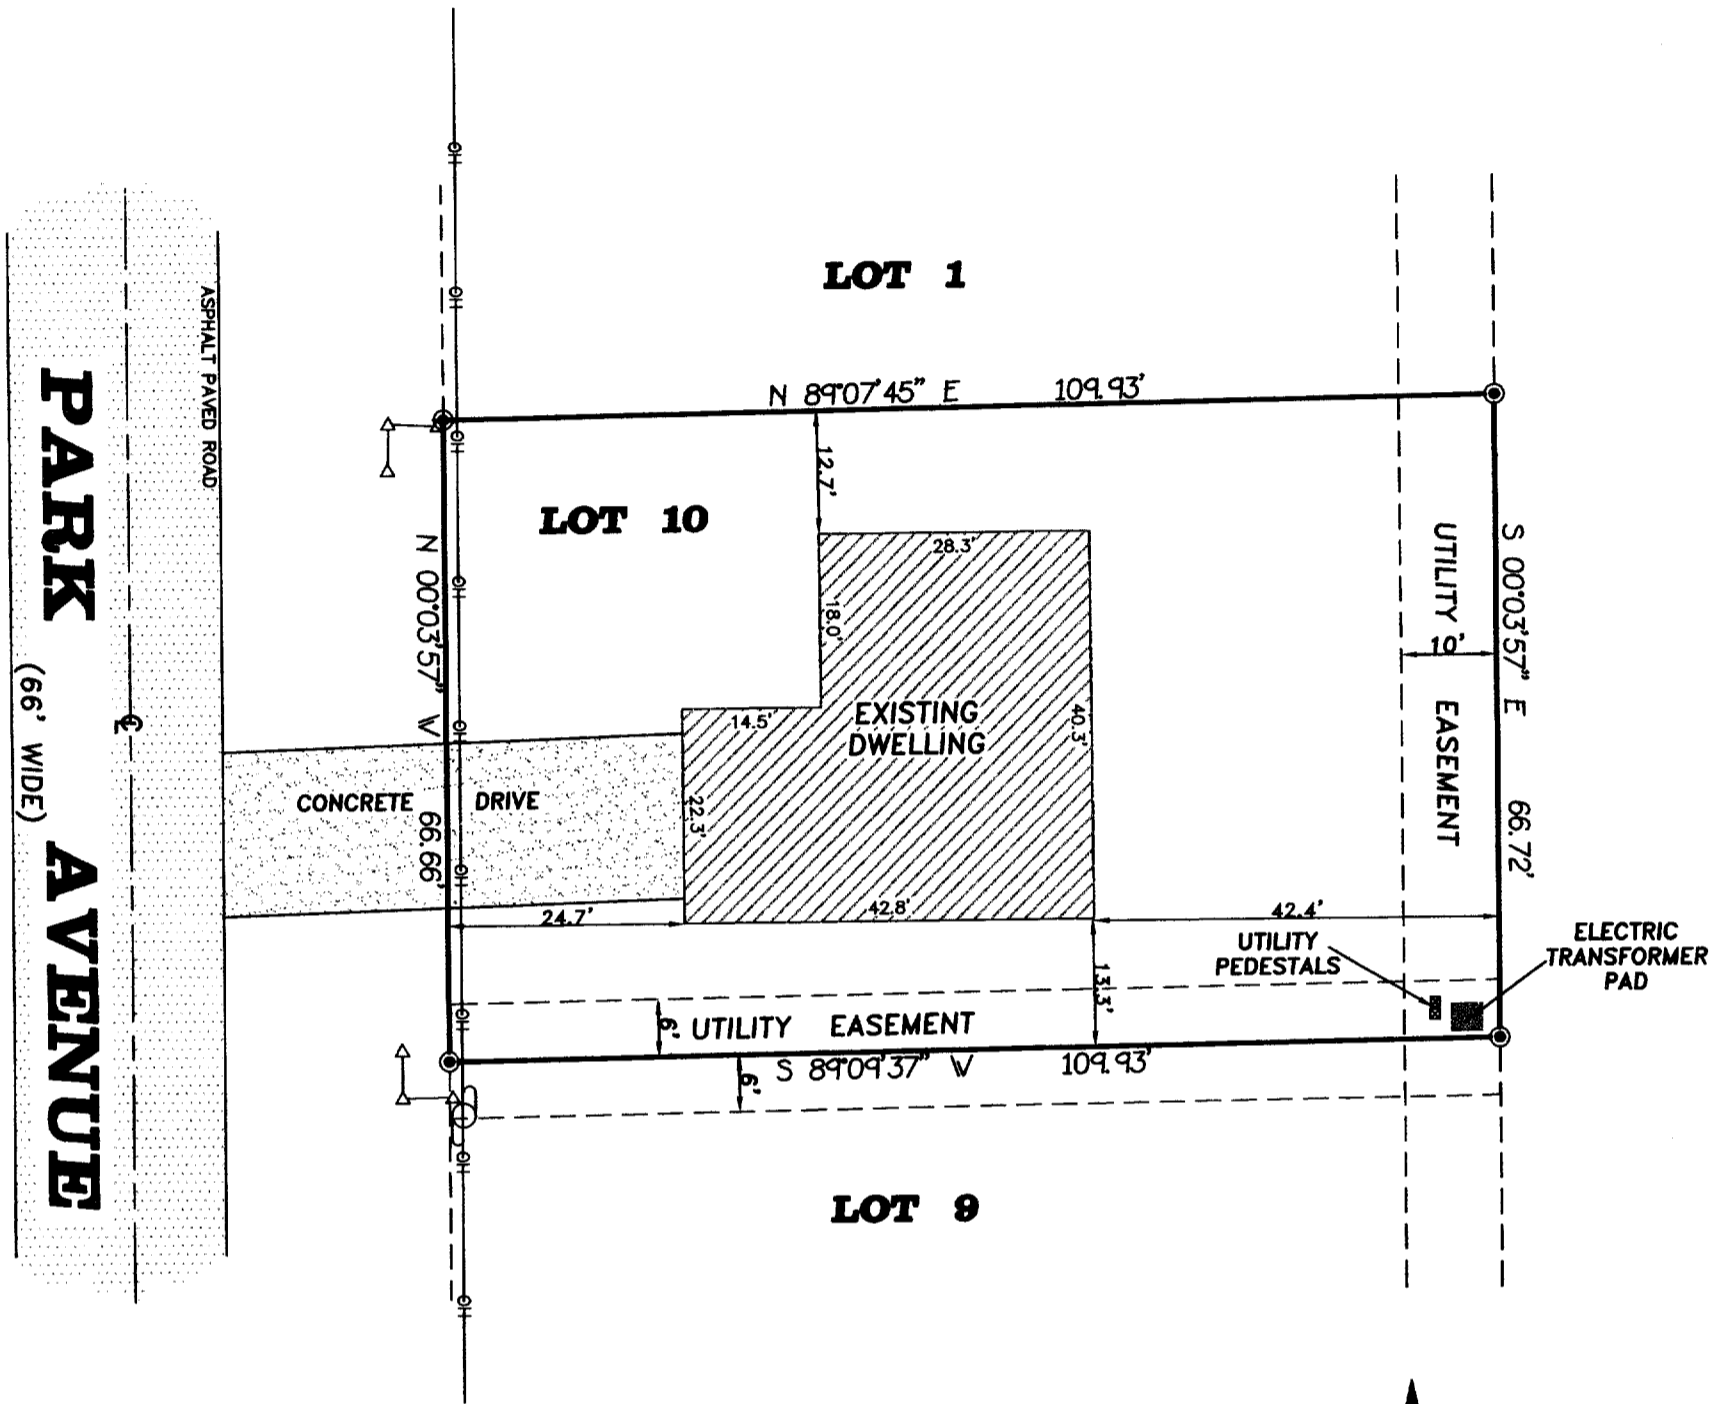 LOT 1
N 89°07'45" E 109.93'
ASPHALT PAVED ROAD
PARK AVENUE
(66' WIDE)
℄
LOT 10
12.7'
28.3'
18.0'
14.5'
EXISTING
DWELLING
40.3'
22.3'
42.8'
N 00°03'57" W 66.66'
CONCRETE DRIVE
24.7'
42.4'
13.3'
S 00°03'57" E 66.72'
UTILITY EASEMENT
10'
UTILITY
PEDESTALS
ELECTRIC
TRANSFORMER
PAD
6'
UTILITY EASEMENT
S 89°09'37" W 109.93'
6'
LOT 9